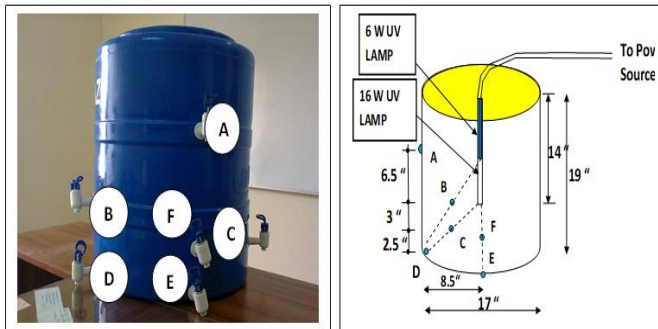 A
B
F
C
D
E
6 W UV
LAMP
16 W UV
LAMP
To Pow
Source
A
6.5"
B
3"
2.5"
C
F
D
E
14"
19"
8.5"
17"